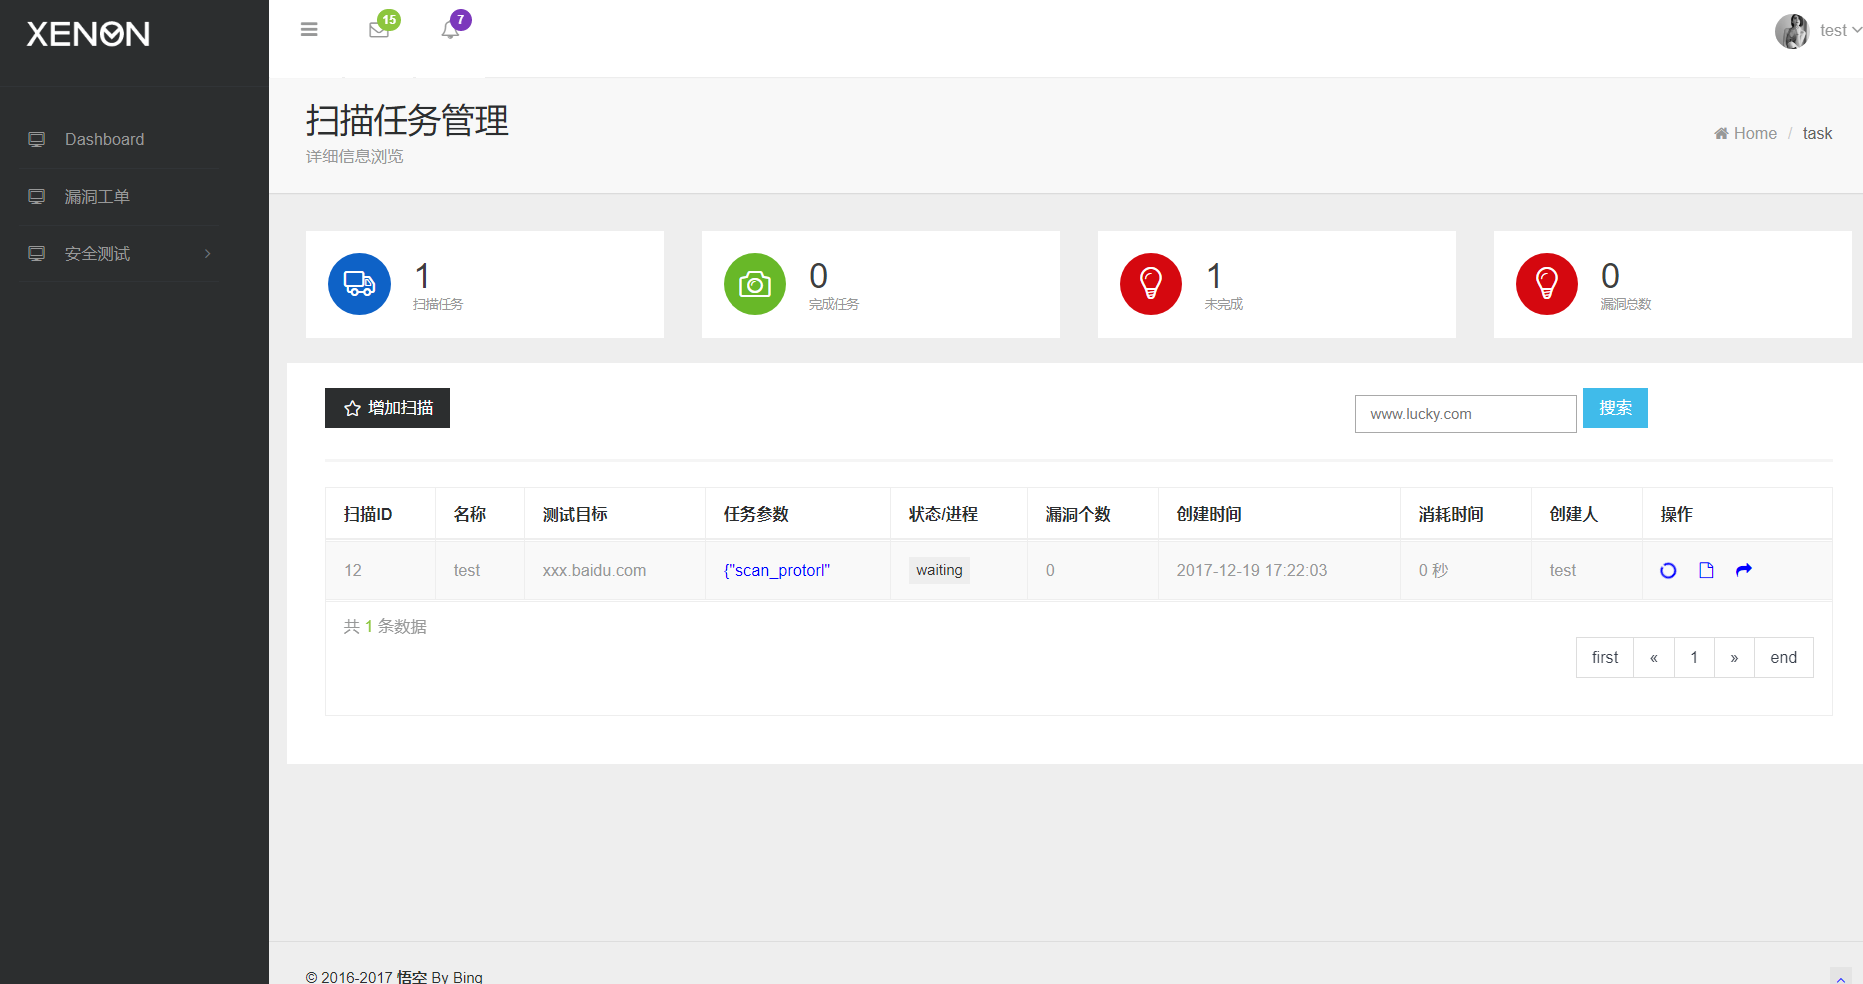 XENON
15
7
test
Dashboard
漏洞工单
安全测试
扫描任务管理
详细信息浏览
Home / task
1
扫描任务
0
完成任务
1
未完成
0
漏洞总数
增加扫描
www.lucky.com
搜索
扫描ID 名称 测试目标 任务参数 状态/进程 漏洞个数 创建时间 消耗时间 创建人 操作
12 test xxx.baidu.com {"scan_protorl" waiting 0 2017-12-19 17:22:03 0 秒 test
共 1 条数据
first « 1 » end
© 2016-2017 悟空 By Bing